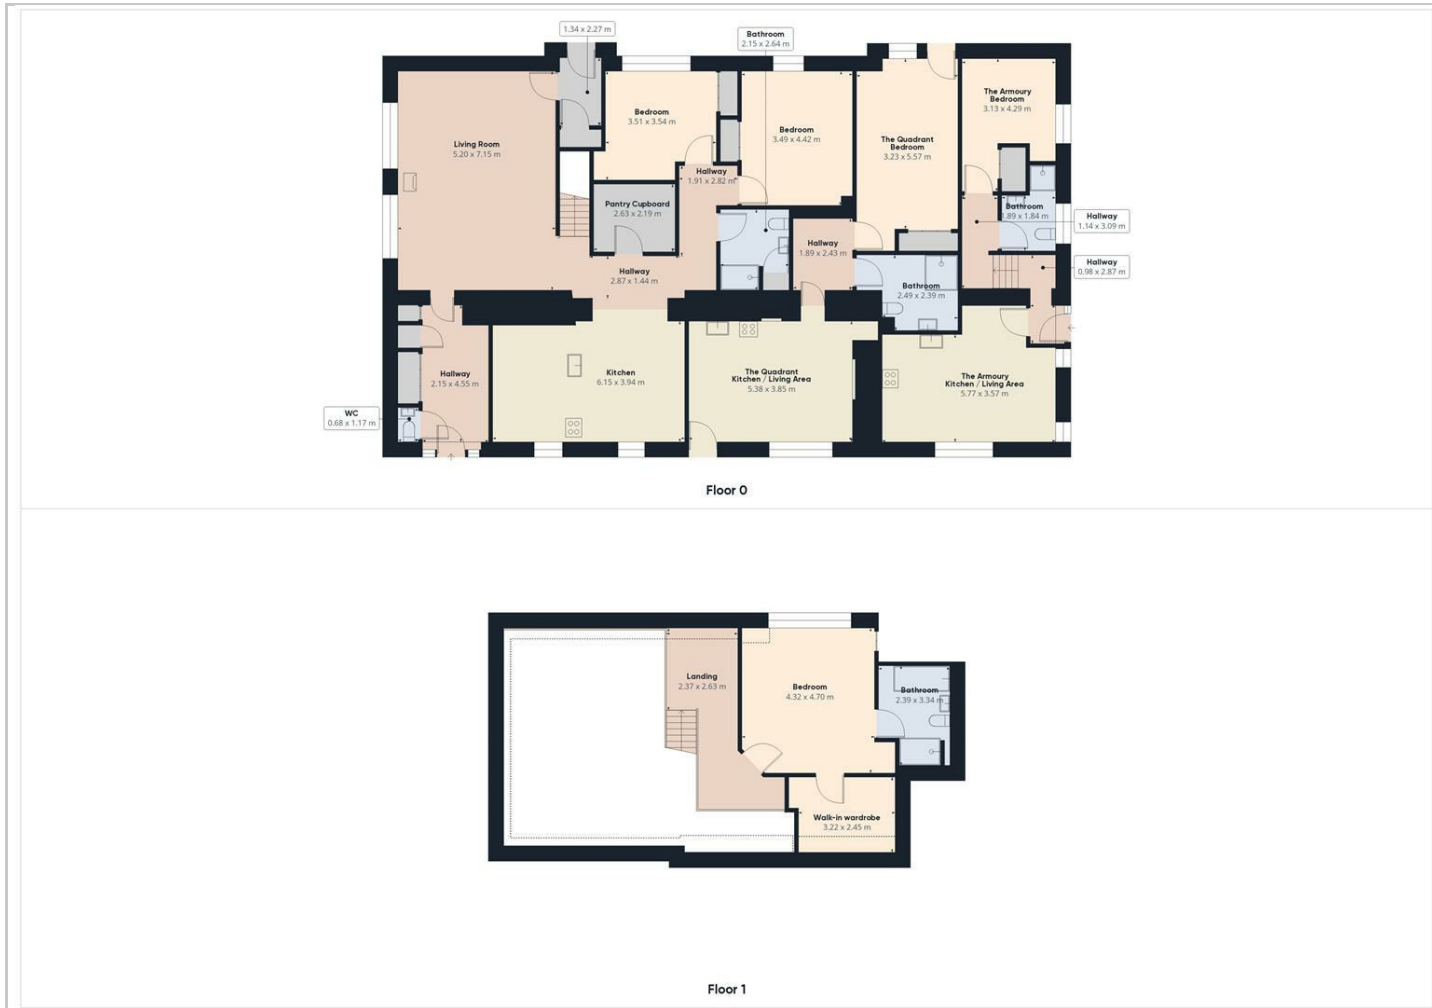 1.34 x 2.27 m
Bathroom
2.15 x 2.64 m
Living Room
5.20 x 7.15 m
Bedroom
3.51 x 3.54 m
Bedroom
3.49 x 4.42 m
The Quadrant
Bedroom
3.23 x 5.57 m
The Armoury
Bedroom
3.13 x 4.29 m
Hallway
1.91 x 2.82 m
Pantry Cupboard
2.63 x 2.19 m
Bathroom
1.89 x 1.84 m
Hallway
1.14 x 3.09 m
Hallway
1.89 x 2.43 m
Hallway
0.98 x 2.87 m
Hallway
2.87 x 1.44 m
Bathroom
2.49 x 2.39 m
Hallway
2.15 x 4.55 m
Kitchen
6.15 x 3.94 m
The Quadrant
Kitchen / Living Area
5.38 x 3.85 m
The Armoury
Kitchen / Living Area
5.77 x 3.57 m
WC
0.68 x 1.17 m
Floor 0
Landing
2.37 x 2.63 m
Bedroom
4.32 x 4.70 m
Bathroom
2.39 x 3.34 m
Walk-in wardrobe
3.22 x 2.45 m
Floor 1